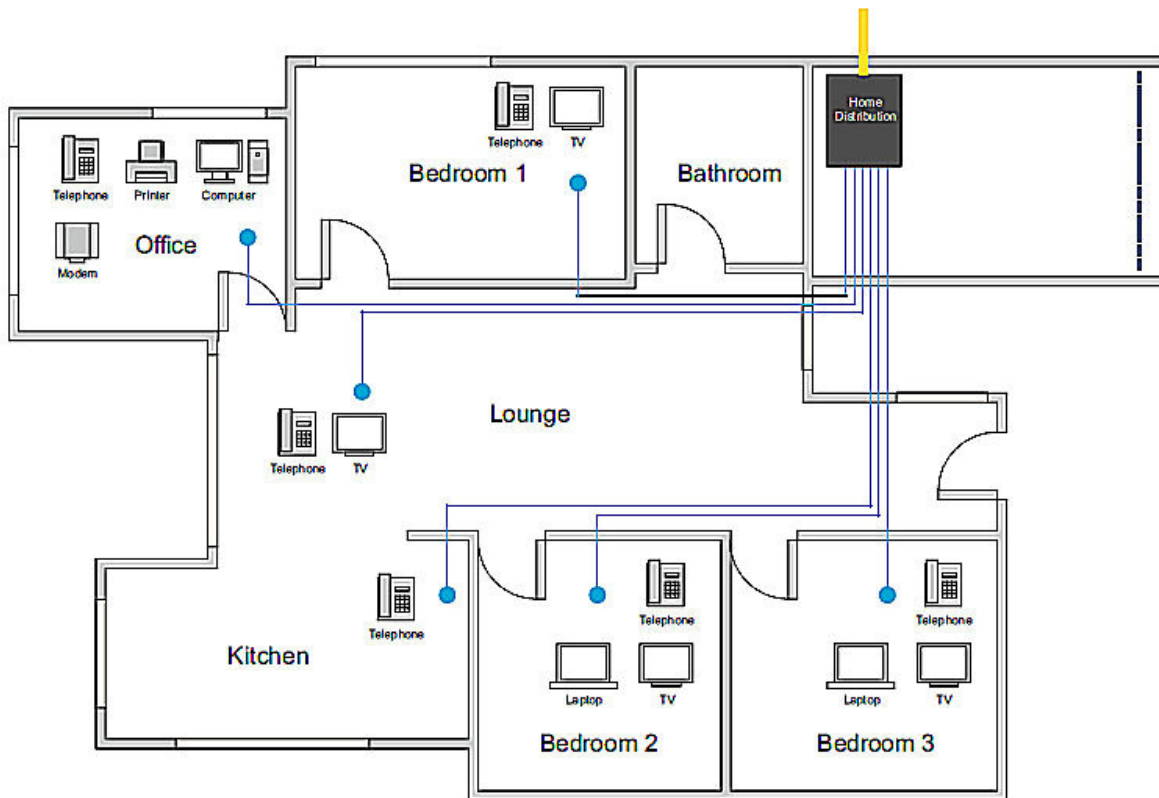 Home
Distribution
Telephone
TV
Bedroom 1
Bathroom
Telephone
Printer
Computer
Office
Modem
Lounge
Telephone
TV
Telephone
Kitchen
Telephone
Laptop
TV
Bedroom 2
Telephone
Laptop
TV
Bedroom 3